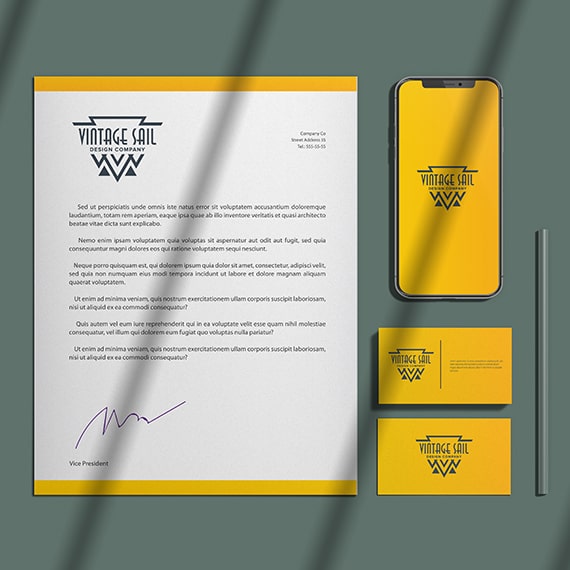 VINTAGE SAIL
DESIGN COMPANY
Company Co
Street Address 55
Tel.: 555-55-55
Sed ut perspiciatis unde omnis iste natus error sit voluptatem accusantium doloremque
laudantium, totam rem aperiam, eaque ipsa quae ab illo inventore veritatis et quasi architecto
beatae vitae dicta sunt explicabo.
Nemo enim ipsam voluptatem quia voluptas sit aspernatur aut odit aut fugit, sed quia
consequuntur magni dolores eos qui ratione voluptatem sequi nesciunt.
Neque porro quisquam est, qui dolorem ipsum quia dolor sit amet, consectetur, adipisci velit,
sed quia non numquam eius modi tempora incidunt ut labore et dolore magnam aliquam
quaerat voluptatem.
Ut enim ad minima veniam, quis nostrum exercitationem ullam corporis suscipit laboriosam,
nisi ut aliquid ex ea commodi consequatur?
Quis autem vel eum iure reprehenderit qui in ea voluptate velit esse quam nihil molestiae
consequatur, vel illum qui dolorem eum fugiat quo voluptas nulla pariatur?
Ut enim ad minima veniam, quis nostrum exercitationem ullam corporis suscipit laboriosam,
nisi ut aliquid ex ea commodi consequatur?
Vice President
VINTAGE SAIL
DESIGN COMPANY
VINTAGE SAIL
DESIGN COMPANY
VINTAGE SAIL
DESIGN COMPANY